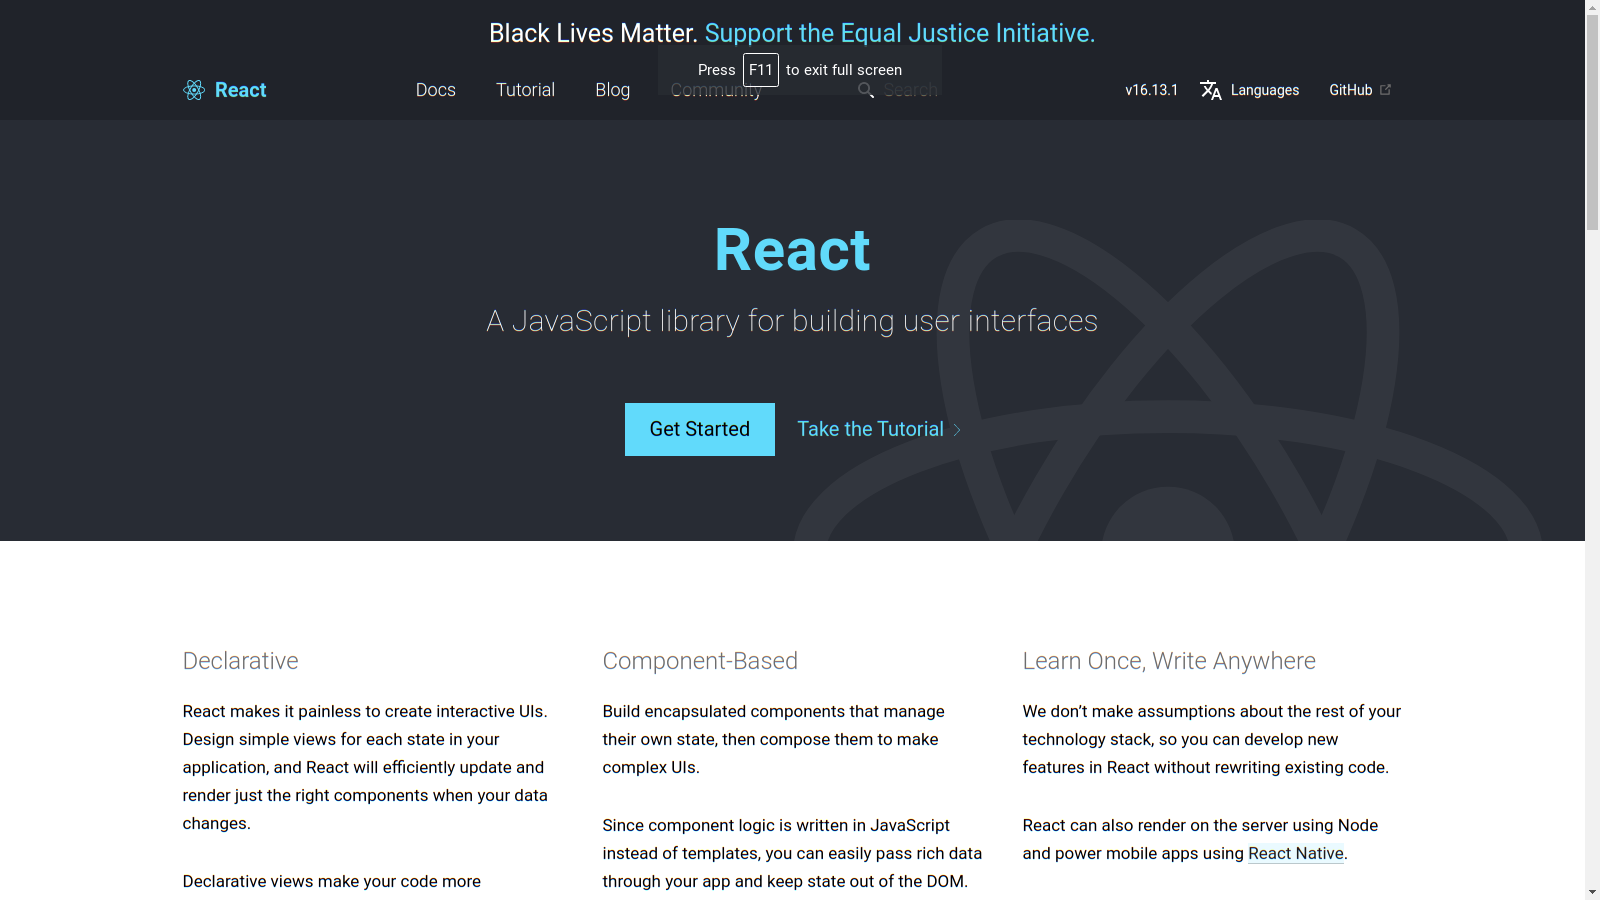 Black Lives Matter. Support the Equal Justice Initiative.
Press F11 to exit full screen
React Docs Tutorial Blog Community Search v16.13.1 Languages GitHub
React
A JavaScript library for building user interfaces
Get Started Take the Tutorial
Declarative
React makes it painless to create interactive UIs.
Design simple views for each state in your
application, and React will efficiently update and
render just the right components when your data
changes.
Declarative views make your code more
Component-Based
Build encapsulated components that manage
their own state, then compose them to make
complex UIs.
Since component logic is written in JavaScript
instead of templates, you can easily pass rich data
through your app and keep state out of the DOM.
Learn Once, Write Anywhere
We don’t make assumptions about the rest of your
technology stack, so you can develop new
features in React without rewriting existing code.
React can also render on the server using Node
and power mobile apps using React Native.